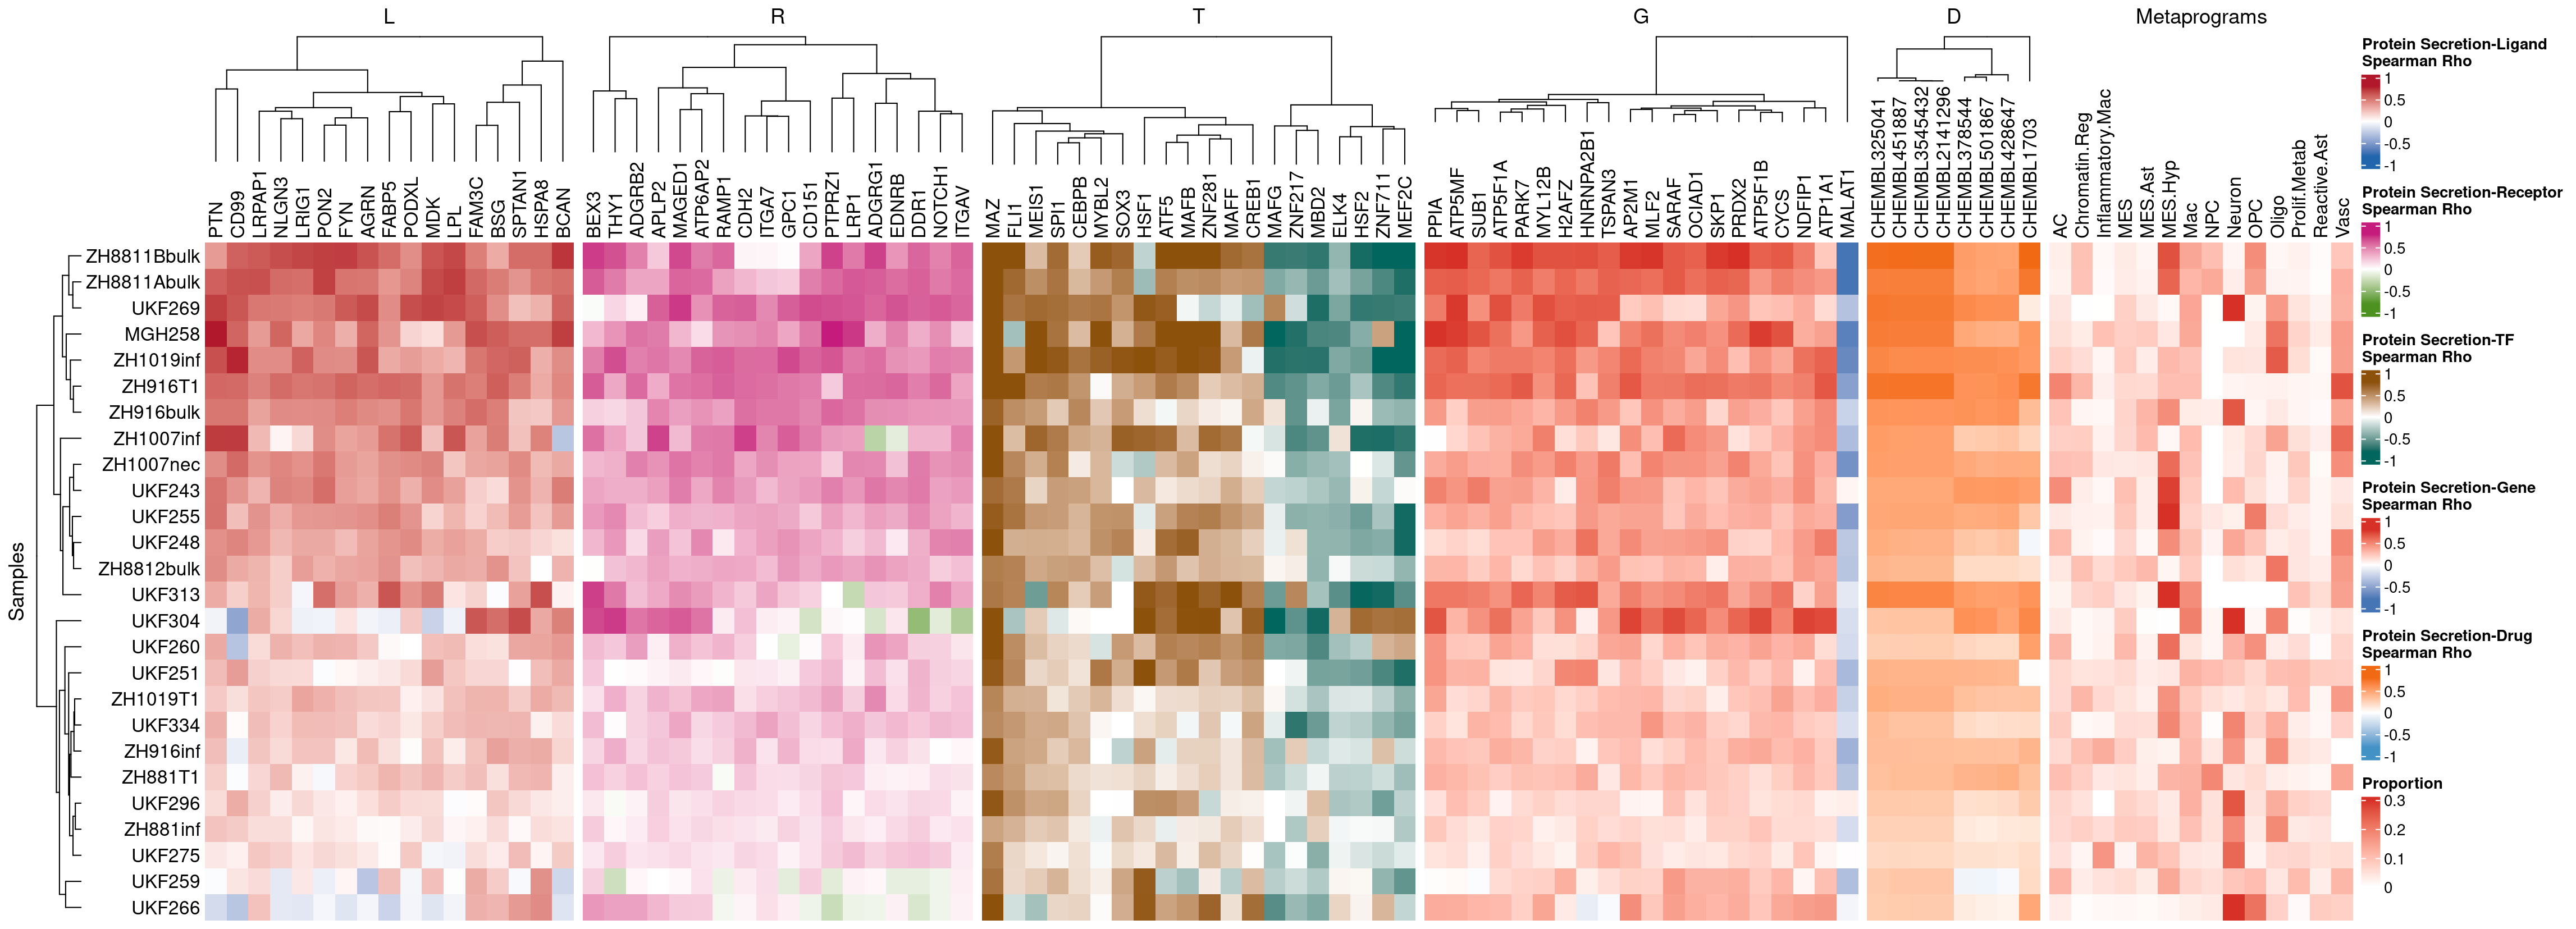 L R T G D Metaprograms
PTN CD99 LRPAP1 NLGN3 LRIG1 PON2 FYN AGRN FABP5 PODXL MDK LPL FAM3C BSG SPTAN1 HSPA8 BCAN
BEX3 THY1 ADGRB2 APLP2 MAGED1 ATP6AP2 RAMP1 CDH2 ITGA7 GPC1 CD151 PTPRZ1 LRP1 ADGRG1 EDNRB DDR1 NOTCH1 ITGAV
MAZ FLI1 MEIS1 SPI1 CEBPB MYBL2 SOX3 HSF1 ATF5 MAFB ZNF281 MAFF CREB1 MAFG ZNF217 MBD2 ELK4 HSF2 ZNF711 MEF2C
PPIA ATP5MF SUB1 ATP5F1A PARK7 MYL12B H2AFZ HNRNPA2B1 TSPAN3 AP2M1 MLF2 SARAF OCIAD1 SKP1 PRDX2 ATP5F1B CYCS NDFIP1 ATP1A1 MALAT1
CHEMBL325041 CHEMBL451887 CHEMBL3545432 CHEMBL2141296 CHEMBL378544 CHEMBL501867 CHEMBL428647 CHEMBL1703
AC Chromatin.Reg Inflammatory.Mac MES MES.Ast MES.Hyp Mac NPC Neuron OPC Oligo Prolif.Metab Reactive.Ast Vasc
Samples
ZH8811Bbulk
ZH8811Abulk
UKF269
MGH258
ZH1019inf
ZH916T1
ZH916bulk
ZH1007inf
ZH1007nec
UKF243
UKF255
UKF248
ZH8812bulk
UKF313
UKF304
UKF260
UKF251
ZH1019T1
UKF334
ZH916inf
ZH881T1
UKF296
ZH881inf
UKF275
UKF259
UKF266
Protein Secretion-Ligand
Spearman Rho
1
0.5
0
-0.5
-1
Protein Secretion-Receptor
Spearman Rho
1
0.5
0
-0.5
-1
Protein Secretion-TF
Spearman Rho
1
0.5
0
-0.5
-1
Protein Secretion-Gene
Spearman Rho
1
0.5
0
-0.5
-1
Protein Secretion-Drug
Spearman Rho
1
0.5
0
-0.5
-1
Proportion
0.3
0.2
0.1
0